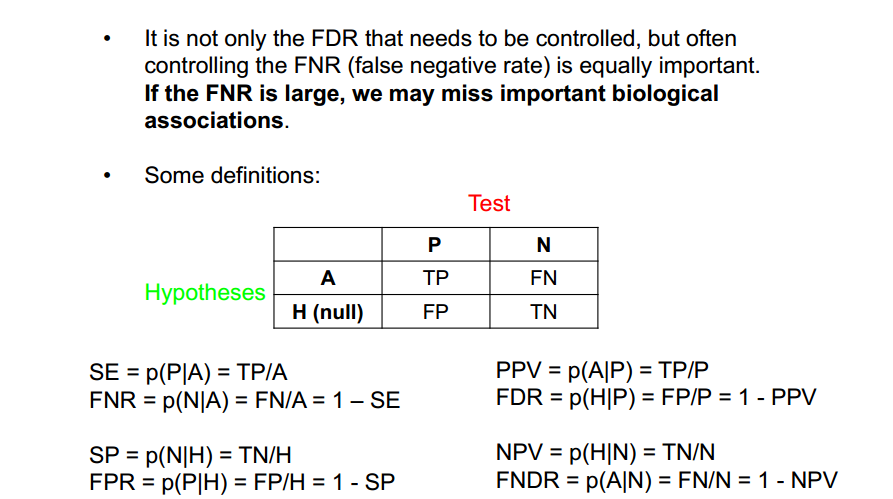 • It is not only the FDR that needs to be controlled, but often
controlling the FNR (false negative rate) is equally important.
If the FNR is large, we may miss important biological
associations.
• Some definitions:
Test
P N
A TP FN
Hypotheses
H (null) FP TN
SE = p(P|A) = TP/A
FNR = p(N|A) = FN/A = 1 – SE
PPV = p(A|P) = TP/P
FDR = p(H|P) = FP/P = 1 - PPV
SP = p(N|H) = TN/H
FPR = p(P|H) = FP/H = 1 - SP
NPV = p(H|N) = TN/N
FNDR = p(A|N) = FN/N = 1 - NPV